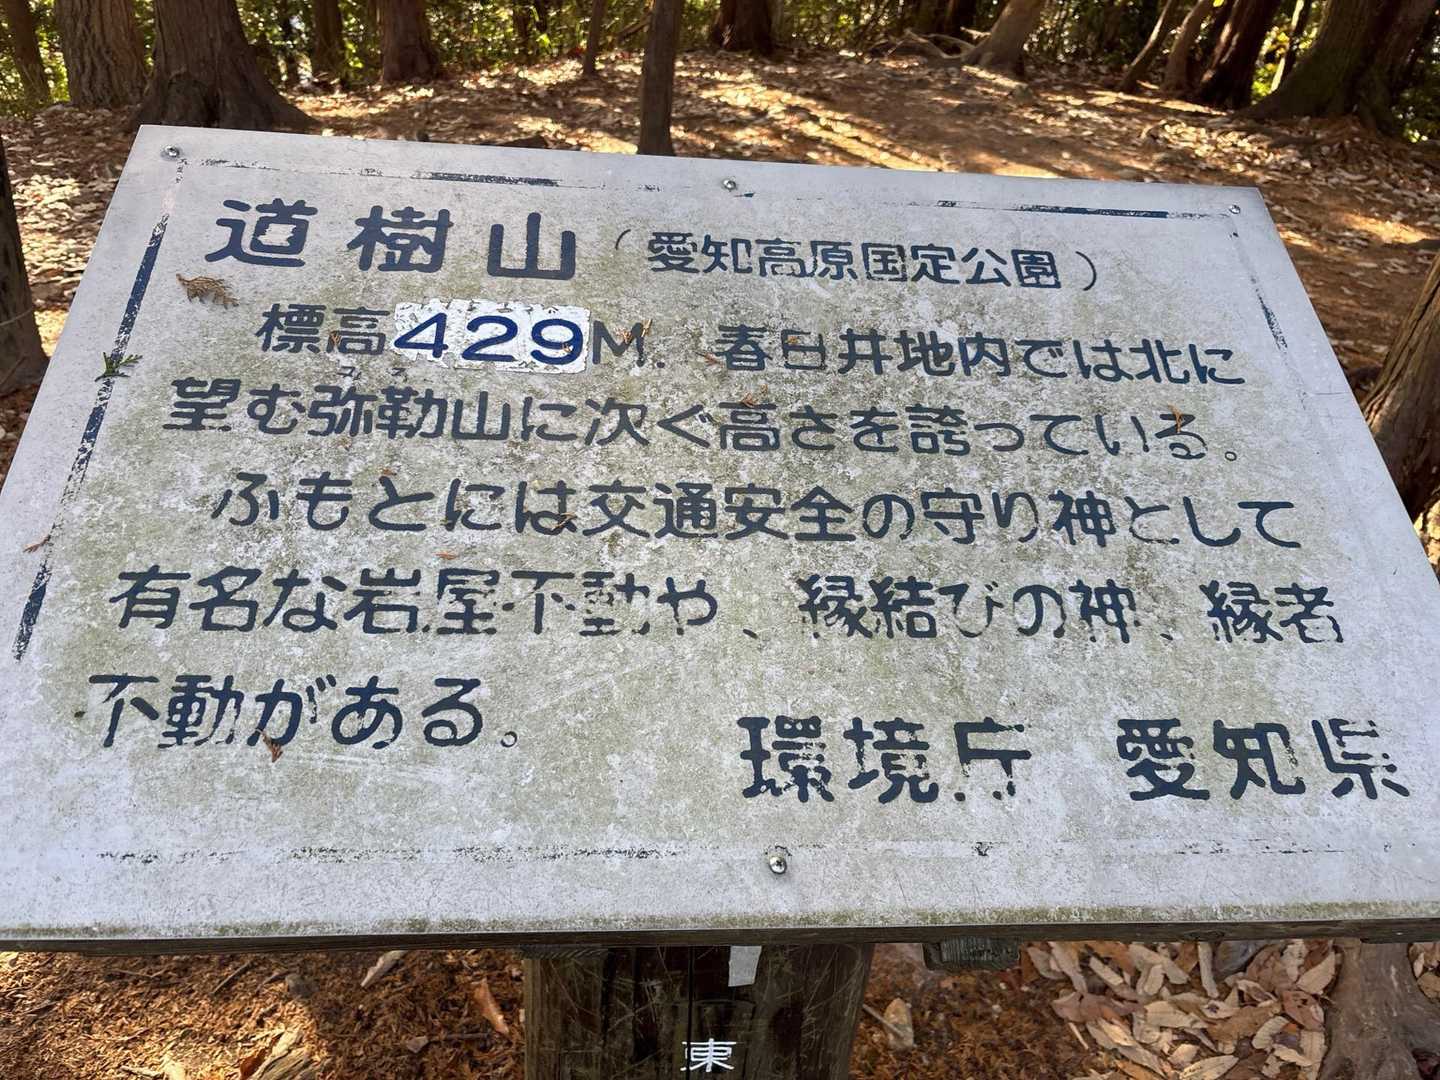 道樹山（愛知高原国定公園）
標高429M. 春日井地内では北に
望む弥勒山に次ぐ高さを誇っている。
ふもとには交通安全の守り神として
有名な岩屋不動や、縁結びの神、縁者
不動がある。
環境庁 愛知県
東